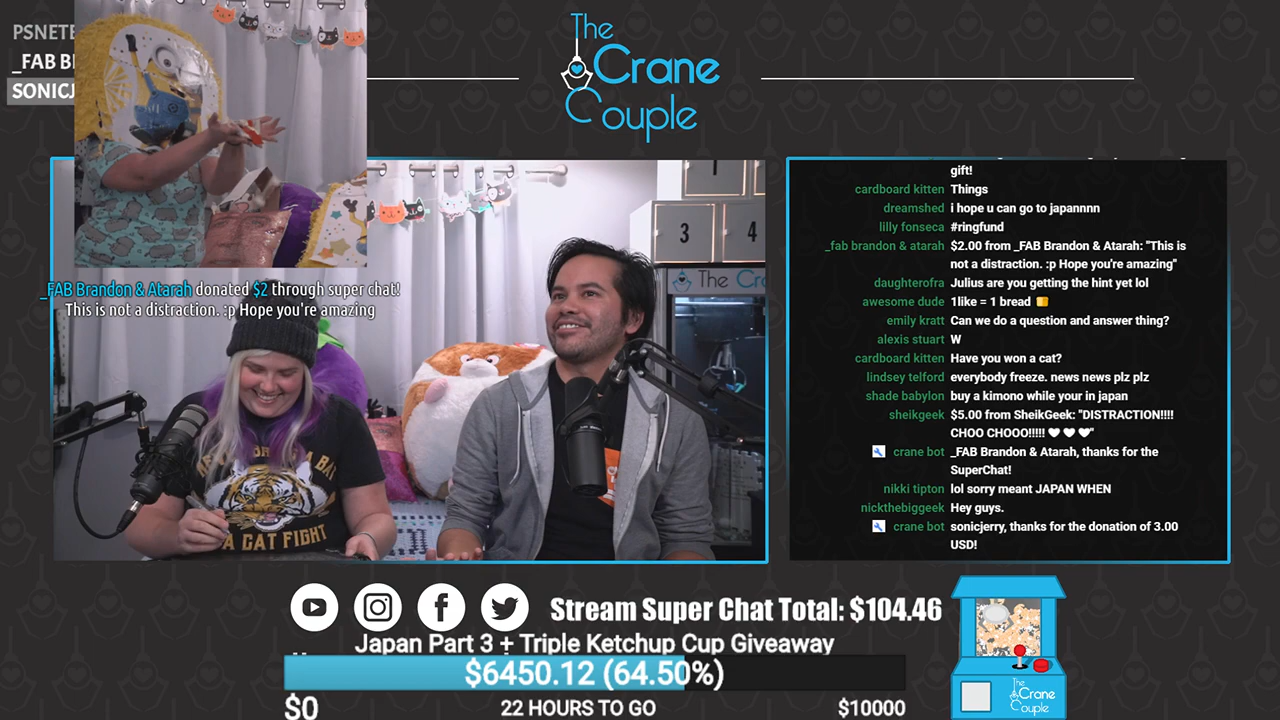 PSNETE
_FAB BI
SONICJ
The
Crane
Couple
_FAB Brandon & Atarah donated $2 through super chat!
This is not a distraction. :p Hope you're amazing
1
3
4
The Cr
A CAT FIGHT
gift!
cardboard kitten Things
dreamshed i hope u can go to japannnn
lilly fonseca #ringfund
_fab brandon & atarah $2.00 from _FAB Brandon & Atarah: "This is
not a distraction. :p Hope you're amazing"
daughterofra Julius are you getting the hint yet lol
awesome dude 1like = 1 bread 🍞
emily kratt Can we do a question and answer thing?
alexis stuart W
cardboard kitten Have you won a cat?
lindsey telford everybody freeze. news news plz plz
shade babylon buy a kimono while your in japan
sheikgeek $5.00 from SheikGeek: "DISTRACTION!!!!
CHOO CHOOO!!!!! ❤❤❤"
crane bot _FAB Brandon & Atarah, thanks for the
SuperChat!
nikki tipton lol sorry meant JAPAN WHEN
nickthebiggeek Hey guys.
crane bot sonicjerry, thanks for the donation of 3.00
USD!
Stream Super Chat Total: $104.46
Japan Part 3 + Triple Ketchup Cup Giveaway
$6450.12 (64.50%)
$0
22 HOURS TO GO
$10000
The
Crane
Couple